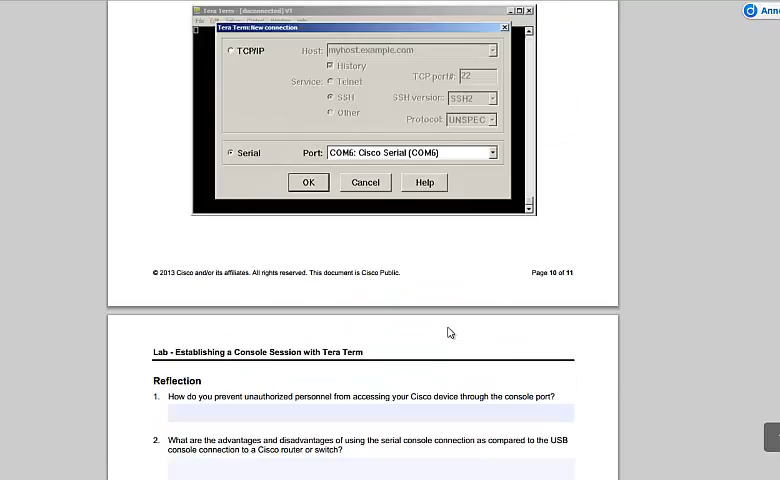 Tera Term - [disconnected] VT
Tera Term: New connection
TCP/IP
Host: myhost.example.com
History
Service: Telnet
TCP port#: 22
SSH
SSH version: SSH2
Other
Protocol: UNSPEC
Serial
Port: COM6: Cisco Serial (COM6)
OK Cancel Help
© 2013 Cisco and/or its affiliates. All rights reserved. This document is Cisco Public.
Page 10 of 11
Lab - Establishing a Console Session with Tera Term
Reflection
1. How do you prevent unauthorized personnel from accessing your Cisco device through the console port?
2. What are the advantages and disadvantages of using the serial console connection as compared to the USB
console connection to a Cisco router or switch?